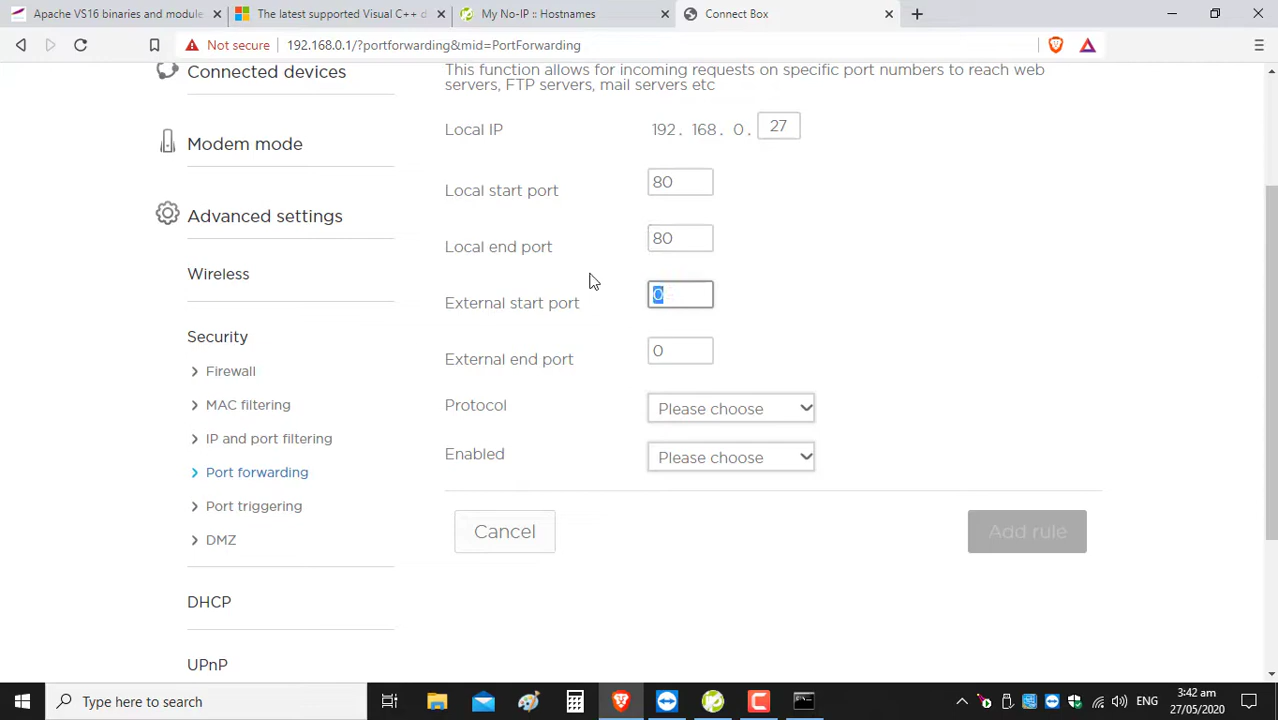 Apache VS16 binaries and module
The latest supported Visual C++ d
My No-IP :: Hostnames
Connect Box
Not secure
192.168.0.1/?portforwarding&mid=PortForwarding
Connected devices
Modem mode
Advanced settings
Wireless
Security
Firewall
MAC filtering
IP and port filtering
Port forwarding
Port triggering
DMZ
DHCP
UPnP
This function allows for incoming requests on specific port numbers to reach web
servers, FTP servers, mail servers etc
Local IP 192. 168. 0. 27
Local start port 80
Local end port 80
External start port 0
External end port 0
Protocol Please choose
Enabled Please choose
Cancel
Add rule
Type here to search
ENG
3:42 am
27/05/2020